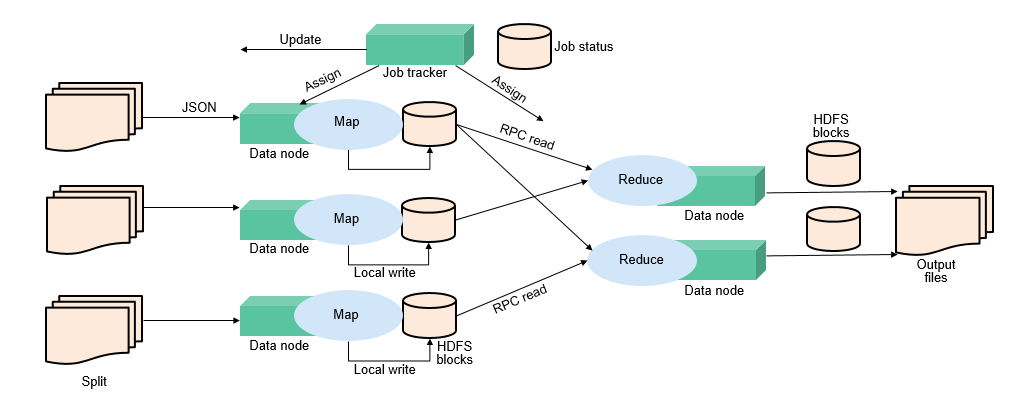 Update
Job tracker
Job status
Assign
Assign
JSON
Map
Data node
RPC read
HDFS
blocks
Reduce
Data node
Map
Data node
Local write
Reduce
Data node
Output
files
RPC read
Map
Data node
Local write
HDFS
blocks
Split